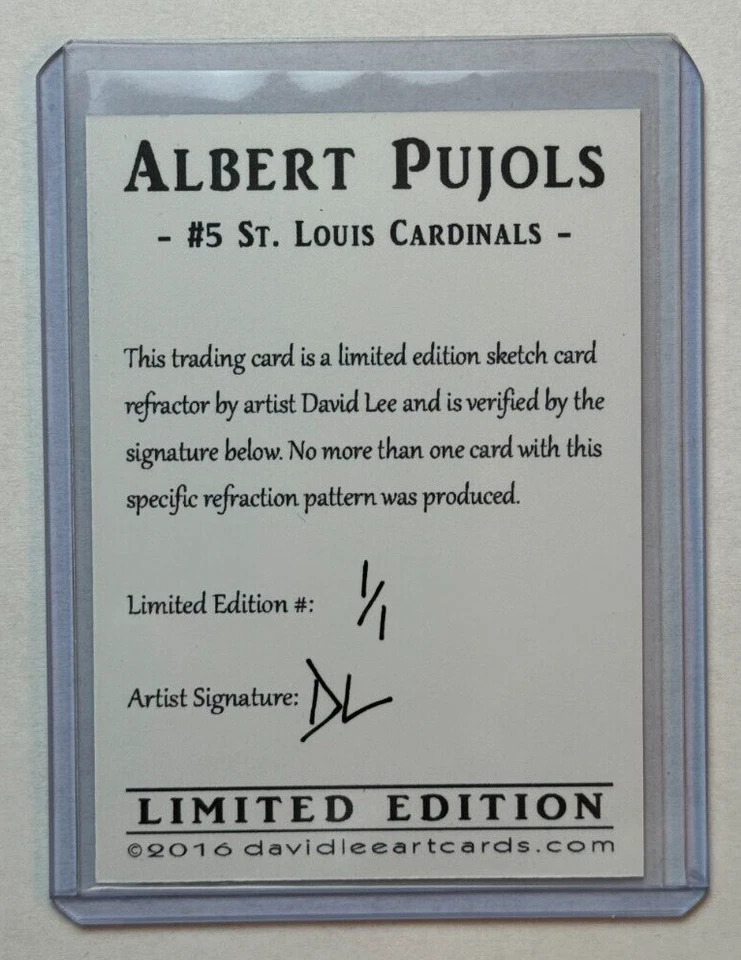 ALBERT PUJOLS
- #5 ST. LOUIS CARDINALS -
This trading card is a limited edition sketch card
refractor by artist David Lee and is verified by the
signature below. No more than one card with this
specific refraction pattern was produced.
Limited Edition #: 1/1
Artist Signature: DL
LIMITED EDITION
©2016 davidleeartcards.com